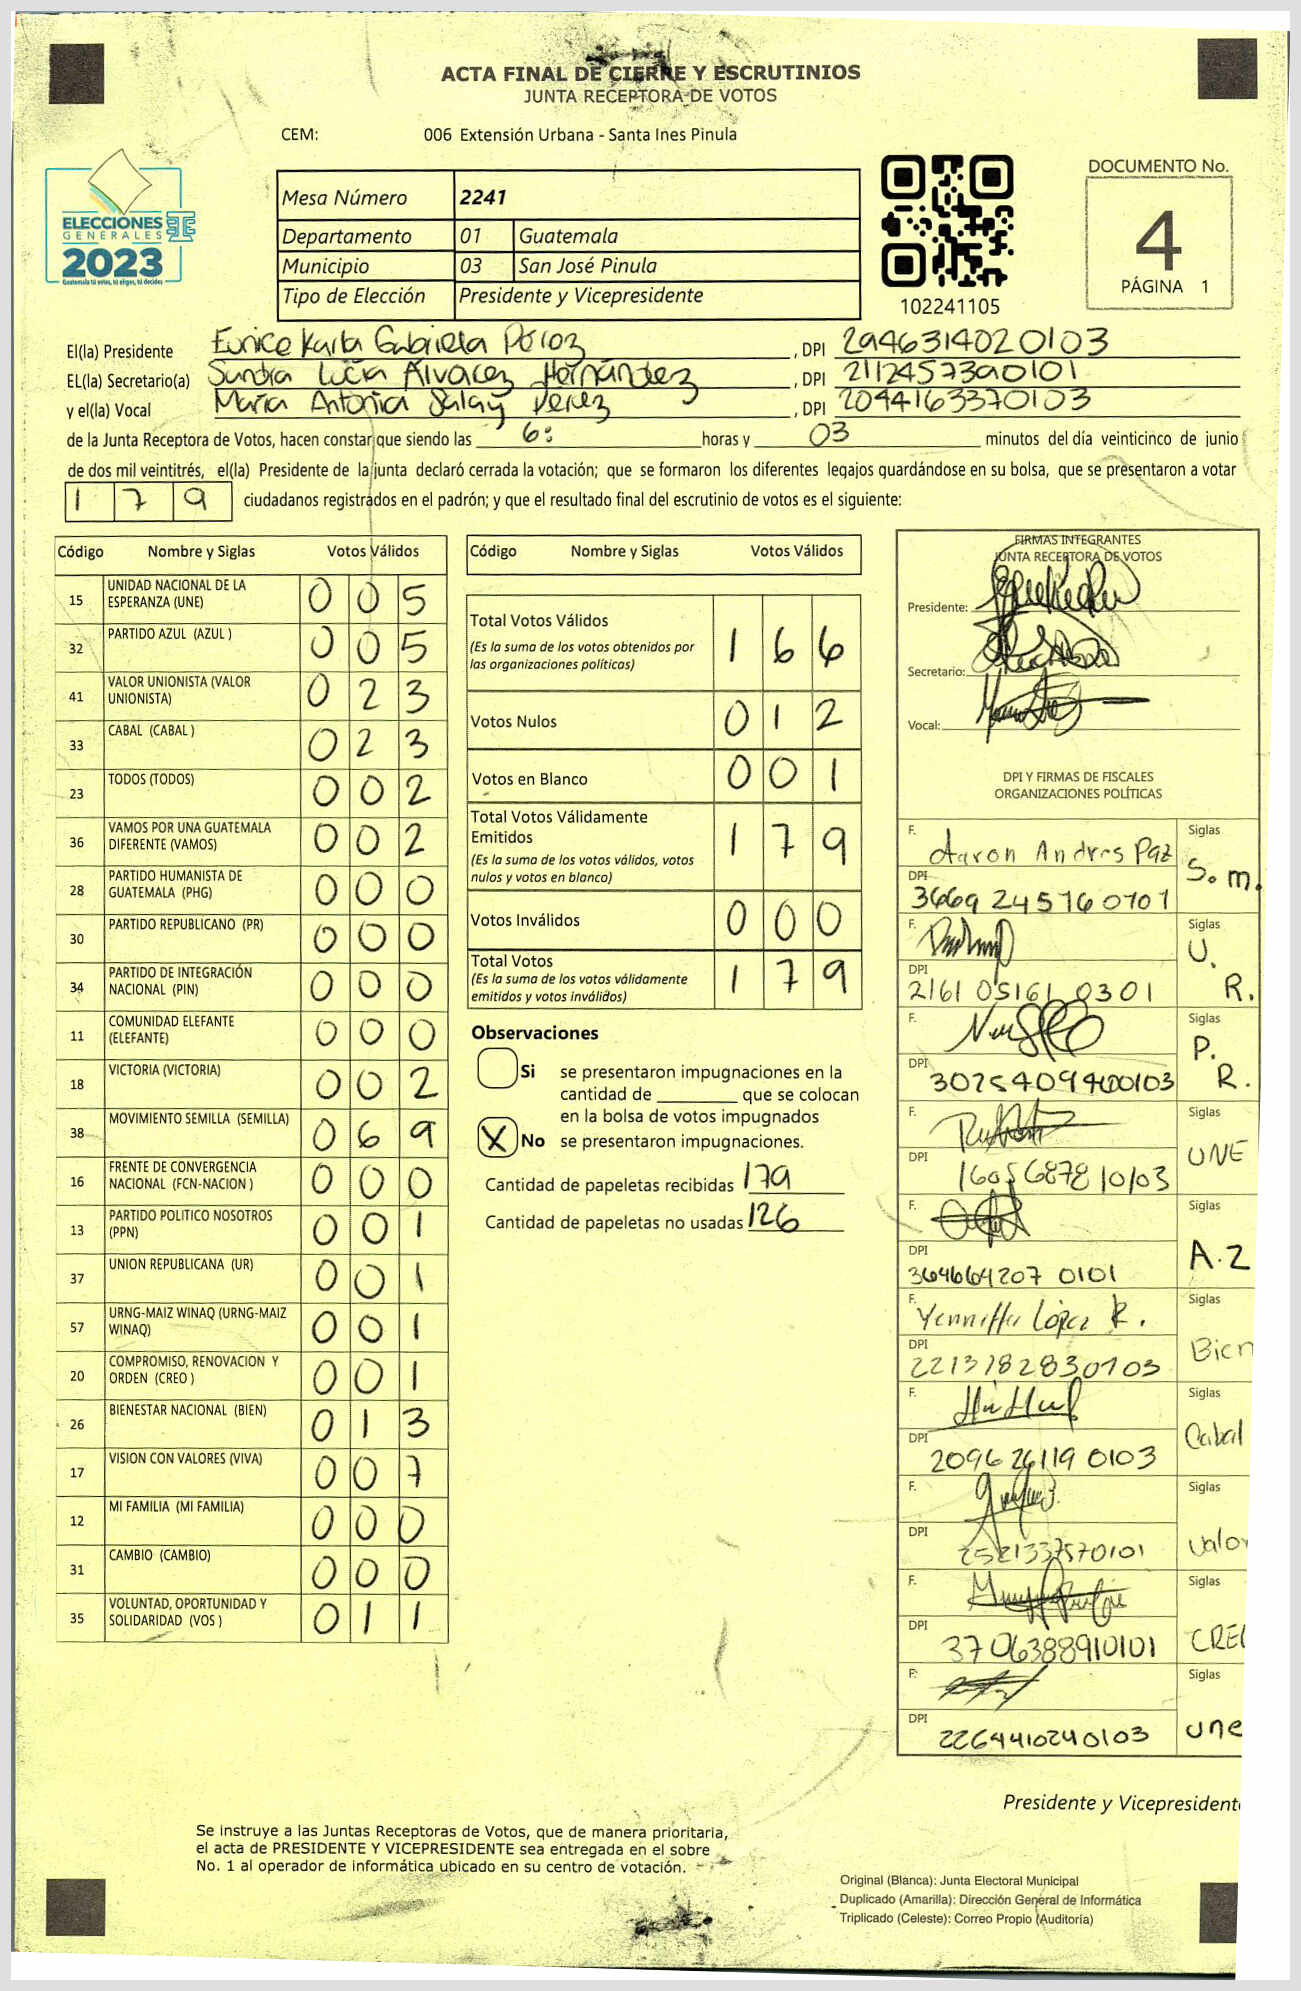 ACTA FINAL DE CIERRE Y ESCRUTINIOS
JUNTA RECEPTORA DE VOTOS
CEM: 006 Extensión Urbana - Santa Ines Pinula
ELECCIONES
GENERALES
2023
Guatemala tú votas, tú eliges, tú decides
Mesa Número 2241
Departamento 01 Guatemala
Municipio 03 San José Pinula
Tipo de Elección Presidente y Vicepresidente
102241105
DOCUMENTO No.
4
PÁGINA 1
El(la) Presidente Eunice Karla Gabriela Pérez , DPI 2946314020103
EL(la) Secretario(a) Sandra Lucia Álvarez Hernández , DPI 2112457390101
y el(la) Vocal María Antonia Salay Perez , DPI 2044163370103
de la Junta Receptora de Votos, hacen constar que siendo las 6: horas y 03 minutos del día veinticinco de junio
de dos mil veintitrés, el(la) Presidente de la junta declaró cerrada la votación; que se formaron los diferentes legajos guardándose en su bolsa, que se presentaron a votar
1 7 9 ciudadanos registrados en el padrón; y que el resultado final del escrutinio de votos es el siguiente:
Código Nombre y Siglas Votos Válidos
15 UNIDAD NACIONAL DE LA ESPERANZA (UNE) 0 0 5
32 PARTIDO AZUL (AZUL ) 0 0 5
41 VALOR UNIONISTA (VALOR UNIONISTA) 0 2 3
33 CABAL (CABAL ) 0 2 3
23 TODOS (TODOS) 0 0 2
36 VAMOS POR UNA GUATEMALA DIFERENTE (VAMOS) 0 0 2
28 PARTIDO HUMANISTA DE GUATEMALA (PHG) 0 0 0
30 PARTIDO REPUBLICANO (PR) 0 0 0
34 PARTIDO DE INTEGRACIÓN NACIONAL (PIN) 0 0 0
11 COMUNIDAD ELEFANTE (ELEFANTE) 0 0 0
18 VICTORIA (VICTORIA) 0 0 2
38 MOVIMIENTO SEMILLA (SEMILLA) 0 6 9
16 FRENTE DE CONVERGENCIA NACIONAL (FCN-NACION ) 0 0 0
13 PARTIDO POLITICO NOSOTROS (PPN) 0 0 1
37 UNION REPUBLICANA (UR) 0 0 1
57 URNG-MAIZ WINAQ (URNG-MAIZ WINAQ) 0 0 1
20 COMPROMISO, RENOVACION Y ORDEN (CREO ) 0 0 1
26 BIENESTAR NACIONAL (BIEN) 0 1 3
17 VISION CON VALORES (VIVA) 0 0 7
12 MI FAMILIA (MI FAMILIA) 0 0 0
31 CAMBIO (CAMBIO) 0 0 0
35 VOLUNTAD, OPORTUNIDAD Y SOLIDARIDAD (VOS ) 0 1 1
Código Nombre y Siglas Votos Válidos
Total Votos Válidos 1 6 6
(Es la suma de los votos obtenidos por
las organizaciones políticas)
Votos Nulos 0 1 2
Votos en Blanco 0 0 1
Total Votos Válidamente
Emitidos 1 7 9
(Es la suma de los votos válidos, votos
nulos y votos en blanco)
Votos Inválidos 0 0 0
Total Votos 1 7 9
(Es la suma de los votos válidamente
emitidos y votos inválidos)
Observaciones
Si se presentaron impugnaciones en la
cantidad de ________ que se colocan
en la bolsa de votos impugnados
X No se presentaron impugnaciones.
Cantidad de papeletas recibidas 179
Cantidad de papeletas no usadas 126
FIRMAS INTEGRANTES
JUNTA RECEPTORA DE VOTOS
Presidente:
Secretario:
Vocal:
DPI Y FIRMAS DE FISCALES
ORGANIZACIONES POLÍTICAS
F. Aaron Andres Paz Siglas
DPI 3669 24576 0101 S.m.
F. Siglas
DPI 2161 05161 0301 U. R.
F. Siglas
DPI P. R.
F. Siglas
DPI 16056878 10103 UNE
F. Siglas
DPI 364664207 0101 A.Z
F. Yenniffer López R. Siglas
DPI 2213782830103 Bien
F. Siglas
DPI 2096 26119 0103 Cabal
F. Siglas
DPI 2521337570101 Valo
F. Siglas
DPI 3706388910101 CRE
F. Siglas
DPI 2264410240103 une
Presidente y Vicepresident
Se instruye a las Juntas Receptoras de Votos, que de manera prioritaria,
el acta de PRESIDENTE Y VICEPRESIDENTE sea entregada en el sobre
No. 1 al operador de informática ubicado en su centro de votación.
Original (Blanca): Junta Electoral Municipal
Duplicado (Amarilla): Dirección General de Informática
Triplicado (Celeste): Correo Propio (Auditoría)